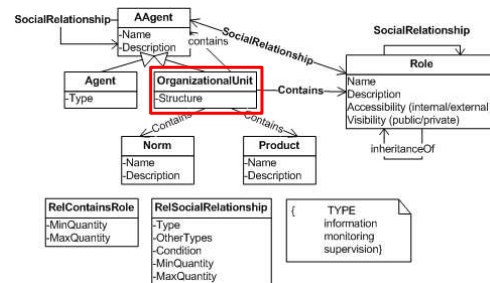 SocialRelationship
AAgent
-Name
-Description
contains
SocialRelationship
SocialRelationship
Role
Name
Description
Accessibility (internal/external
Visibility (public/private)
inheritanceOf
Agent
-Type
OrganizationalUnit
-Structure
Contains
Contains
Contains
Norm
-Name
-Description
Product
-Name
-Description
RelContainsRole
-MinQuantity
-MaxQuantity
RelSocialRelationship
-Type
-OtherTypes
-Condition
-MinQuantity
-MaxQuantity
{ TYPE
information
monitoring
supervision}